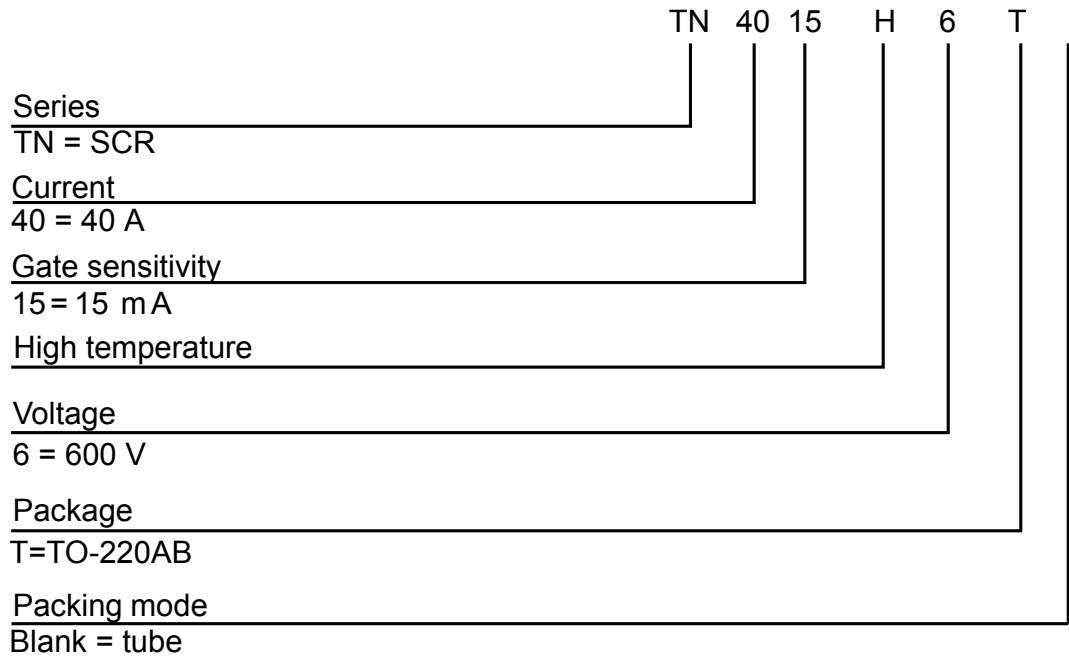 TN 40 15 H 6 T
Series
TN = SCR
Current
40 = 40 A
Gate sensitivity
15 = 15 mA
High temperature
Voltage
6 = 600 V
Package
T=TO-220AB
Packing mode
Blank = tube